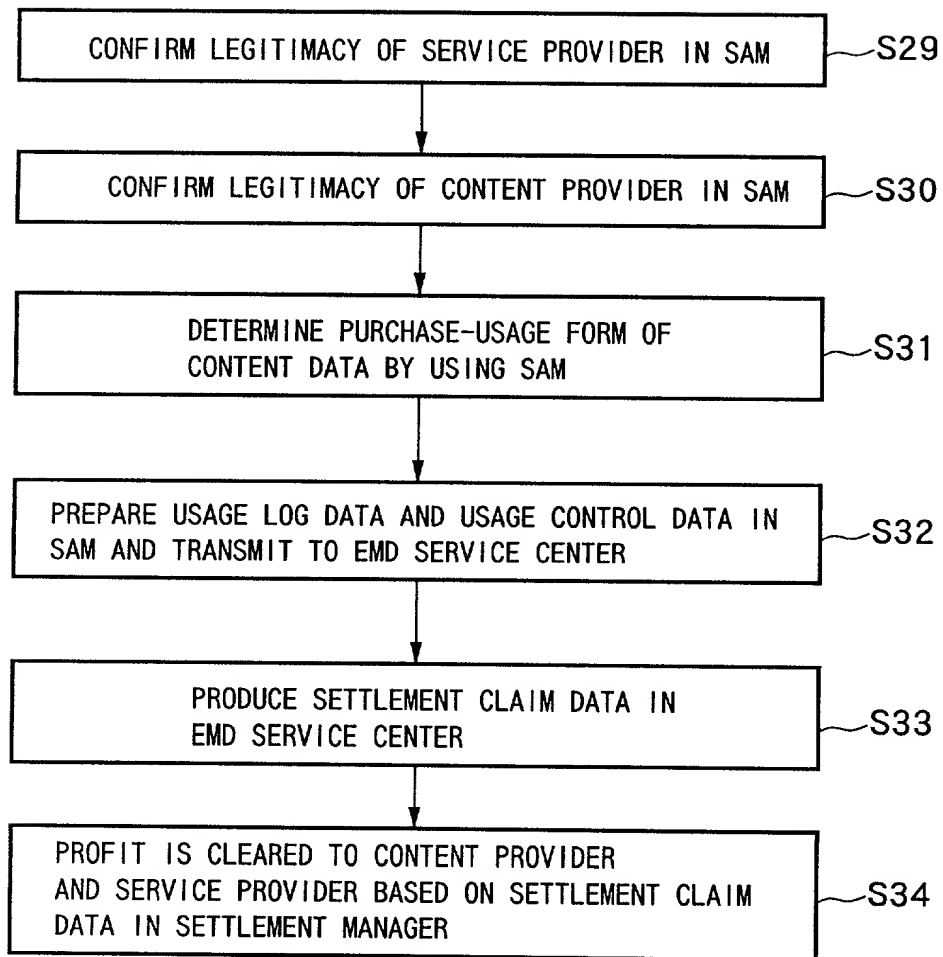 CONFIRM LEGITIMACY OF SERVICE PROVIDER IN SAM
S29
CONFIRM LEGITIMACY OF CONTENT PROVIDER IN SAM
S30
DETERMINE PURCHASE-USAGE FORM OF
CONTENT DATA BY USING SAM
S31
PREPARE USAGE LOG DATA AND USAGE CONTROL DATA IN
SAM AND TRANSMIT TO EMD SERVICE CENTER
S32
PRODUCE SETTLEMENT CLAIM DATA IN
EMD SERVICE CENTER
S33
PROFIT IS CLEARED TO CONTENT PROVIDER
AND SERVICE PROVIDER BASED ON SETTLEMENT CLAIM
DATA IN SETTLEMENT MANAGER
S34